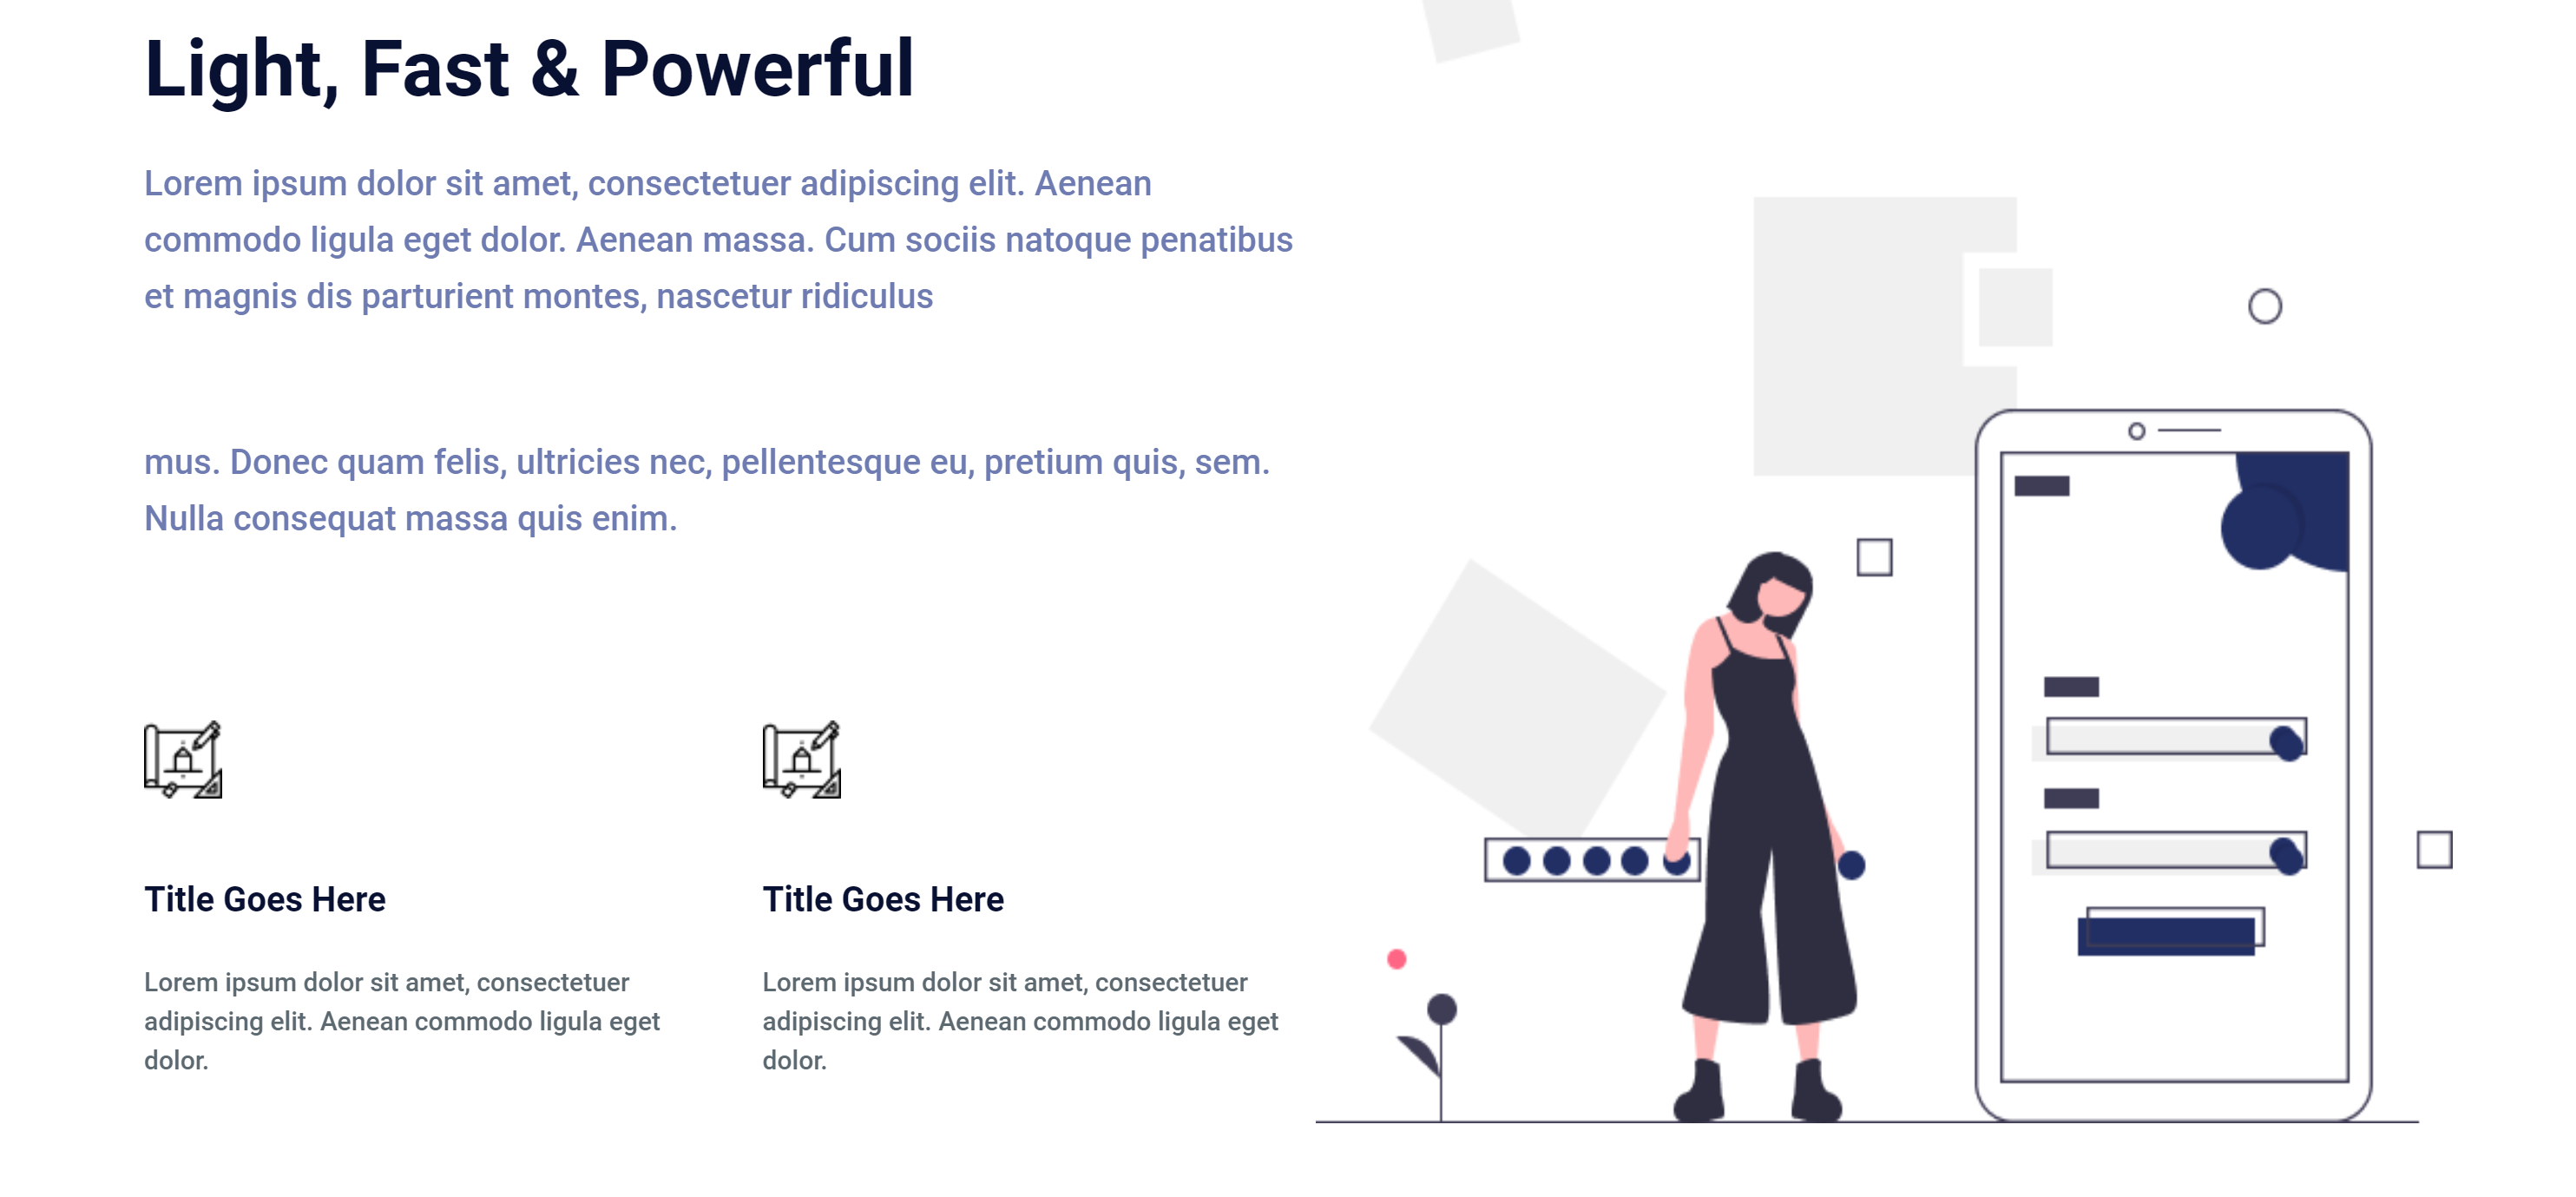 Light, Fast & Powerful
Lorem ipsum dolor sit amet, consectetuer adipiscing elit. Aenean
commodo ligula eget dolor. Aenean massa. Cum sociis natoque penatibus
et magnis dis parturient montes, nascetur ridiculus
mus. Donec quam felis, ultricies nec, pellentesque eu, pretium quis, sem.
Nulla consequat massa quis enim.
Title Goes Here
Lorem ipsum dolor sit amet, consectetuer
adipiscing elit. Aenean commodo ligula eget
dolor.
Title Goes Here
Lorem ipsum dolor sit amet, consectetuer
adipiscing elit. Aenean commodo ligula eget
dolor.